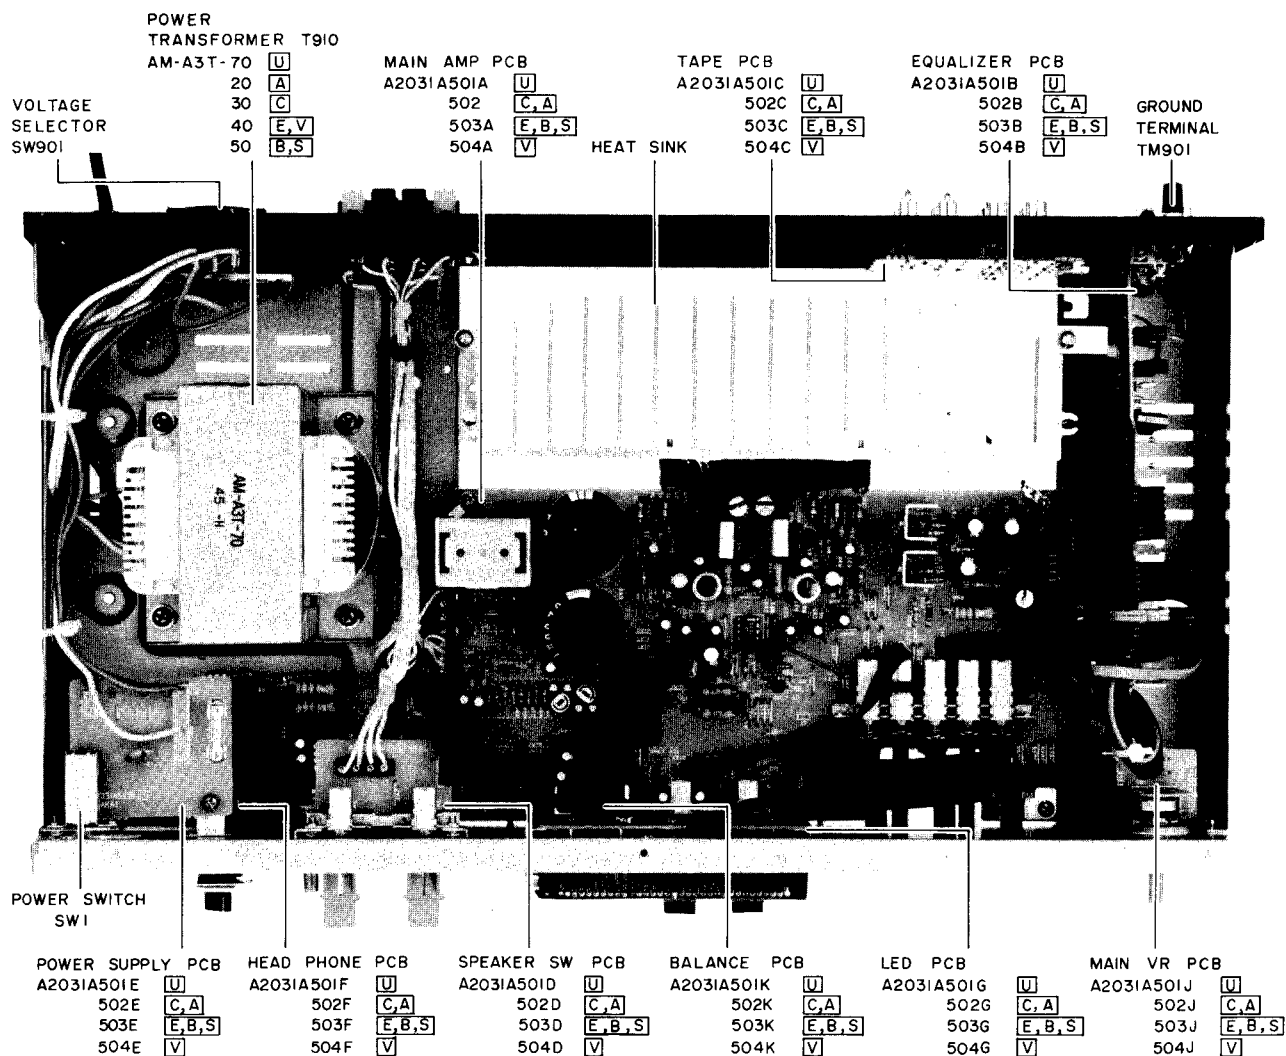 POWER
TRANSFORMER T910
AM-A3T-70 U
20 A
30 C
40 E,V
50 B,S
VOLTAGE
SELECTOR
SW901
MAIN AMP PCB
A2031A501A U
502 C,A
503A E,B,S
504A V
HEAT SINK
TAPE PCB
A2031A501C U
502C C,A
503C E,B,S
504C V
EQUALIZER PCB
A2031A501B U
502B C,A
503B E,B,S
504B V
GROUND
TERMINAL
TM901
AM-A3T-70
POWER SWITCH
SW1
POWER SUPPLY PCB
A2031A501E U
502E C,A
503E E,B,S
504E V
HEAD PHONE PCB
A2031A501F U
502F C,A
503F E,B,S
504F V
SPEAKER SW PCB
A2031A501D U
502D C,A
503D E,B,S
504D V
BALANCE PCB
A2031A501K U
502K C,A
503K E,B,S
504K V
LED PCB
A2031A501G U
502G C,A
503G E,B,S
504G V
MAIN VR PCB
A2031A501J U
502J C,A
503J E,B,S
504J V